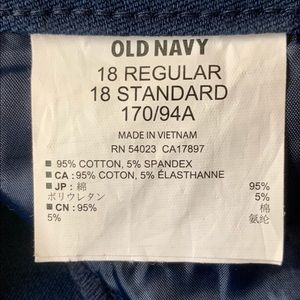 OLD NAVY
18 REGULAR
18 STANDARD
170/94A
MADE IN VIETNAM
RN 54023 CA17897
95% COTTON, 5% SPANDEX
CA : 95% COTON, 5% ÉLASTHANNE
JP : 綿 95%
ポリウレタン 5%
CN : 95% 棉
5% 氨纶